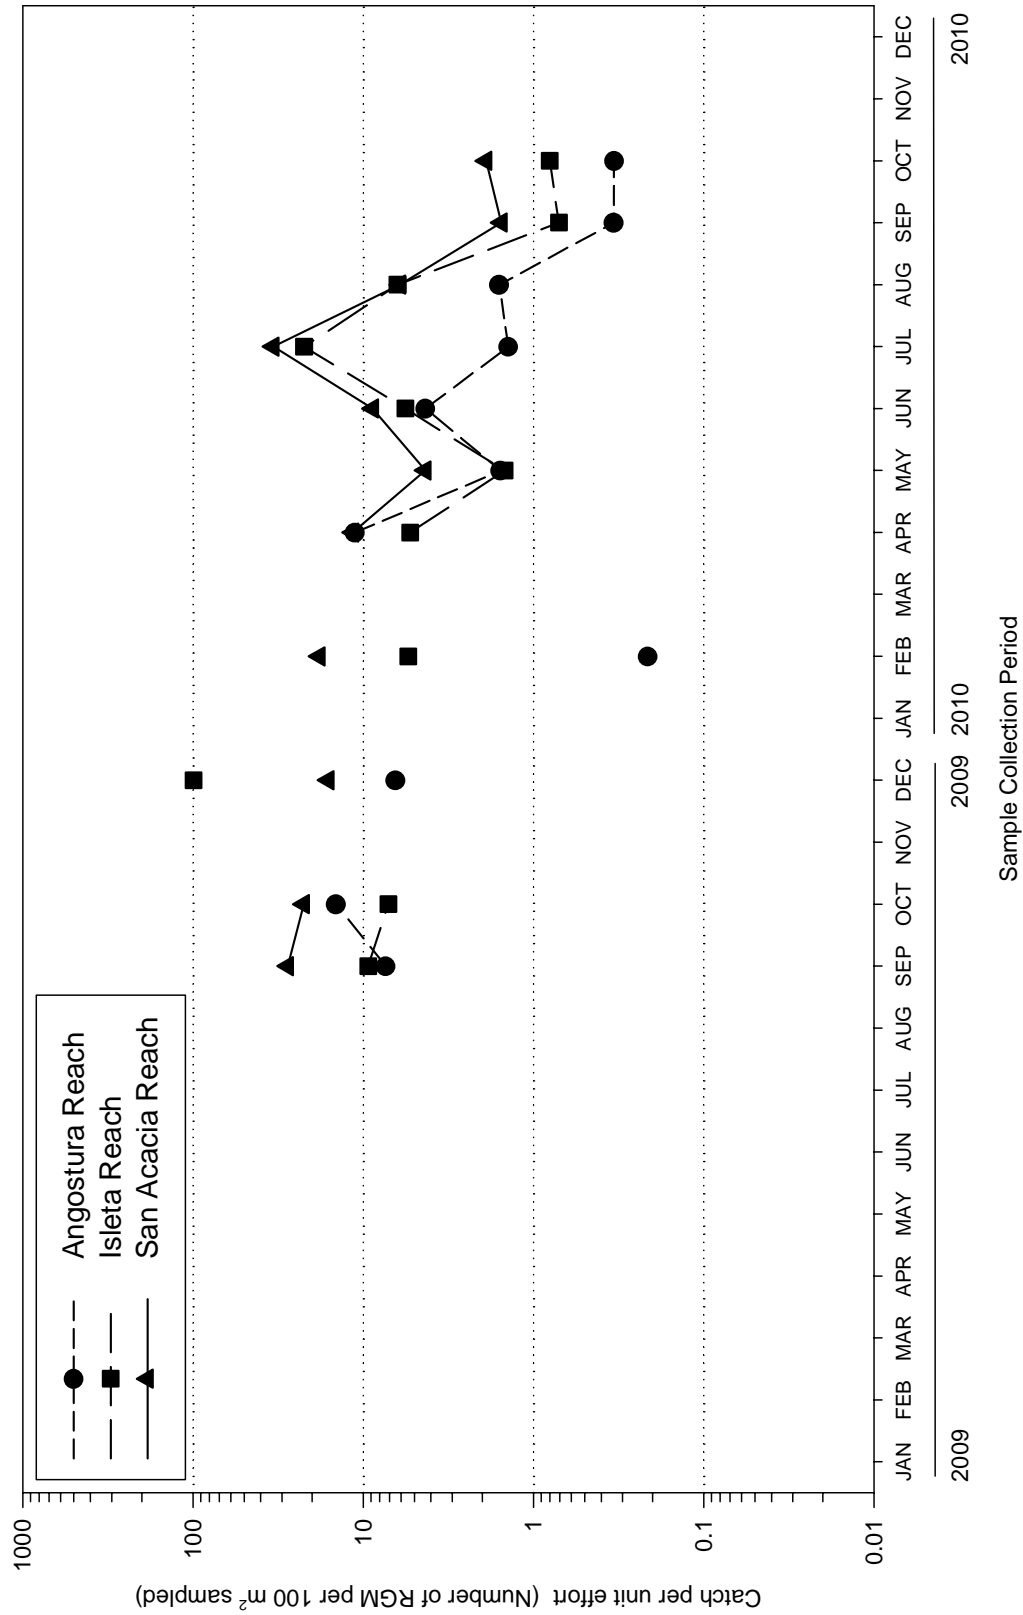 Angostura Reach
Isleta Reach
San Acacia Reach
Catch per unit effort (Number of RGM per 100 m² sampled)
1000
100
10
1
0.1
0.01
JAN FEB MAR APR MAY JUN JUL AUG SEP OCT NOV DEC JAN FEB MAR APR MAY JUN JUL AUG SEP OCT NOV DEC
2009 2009 2010 2010
Sample Collection Period